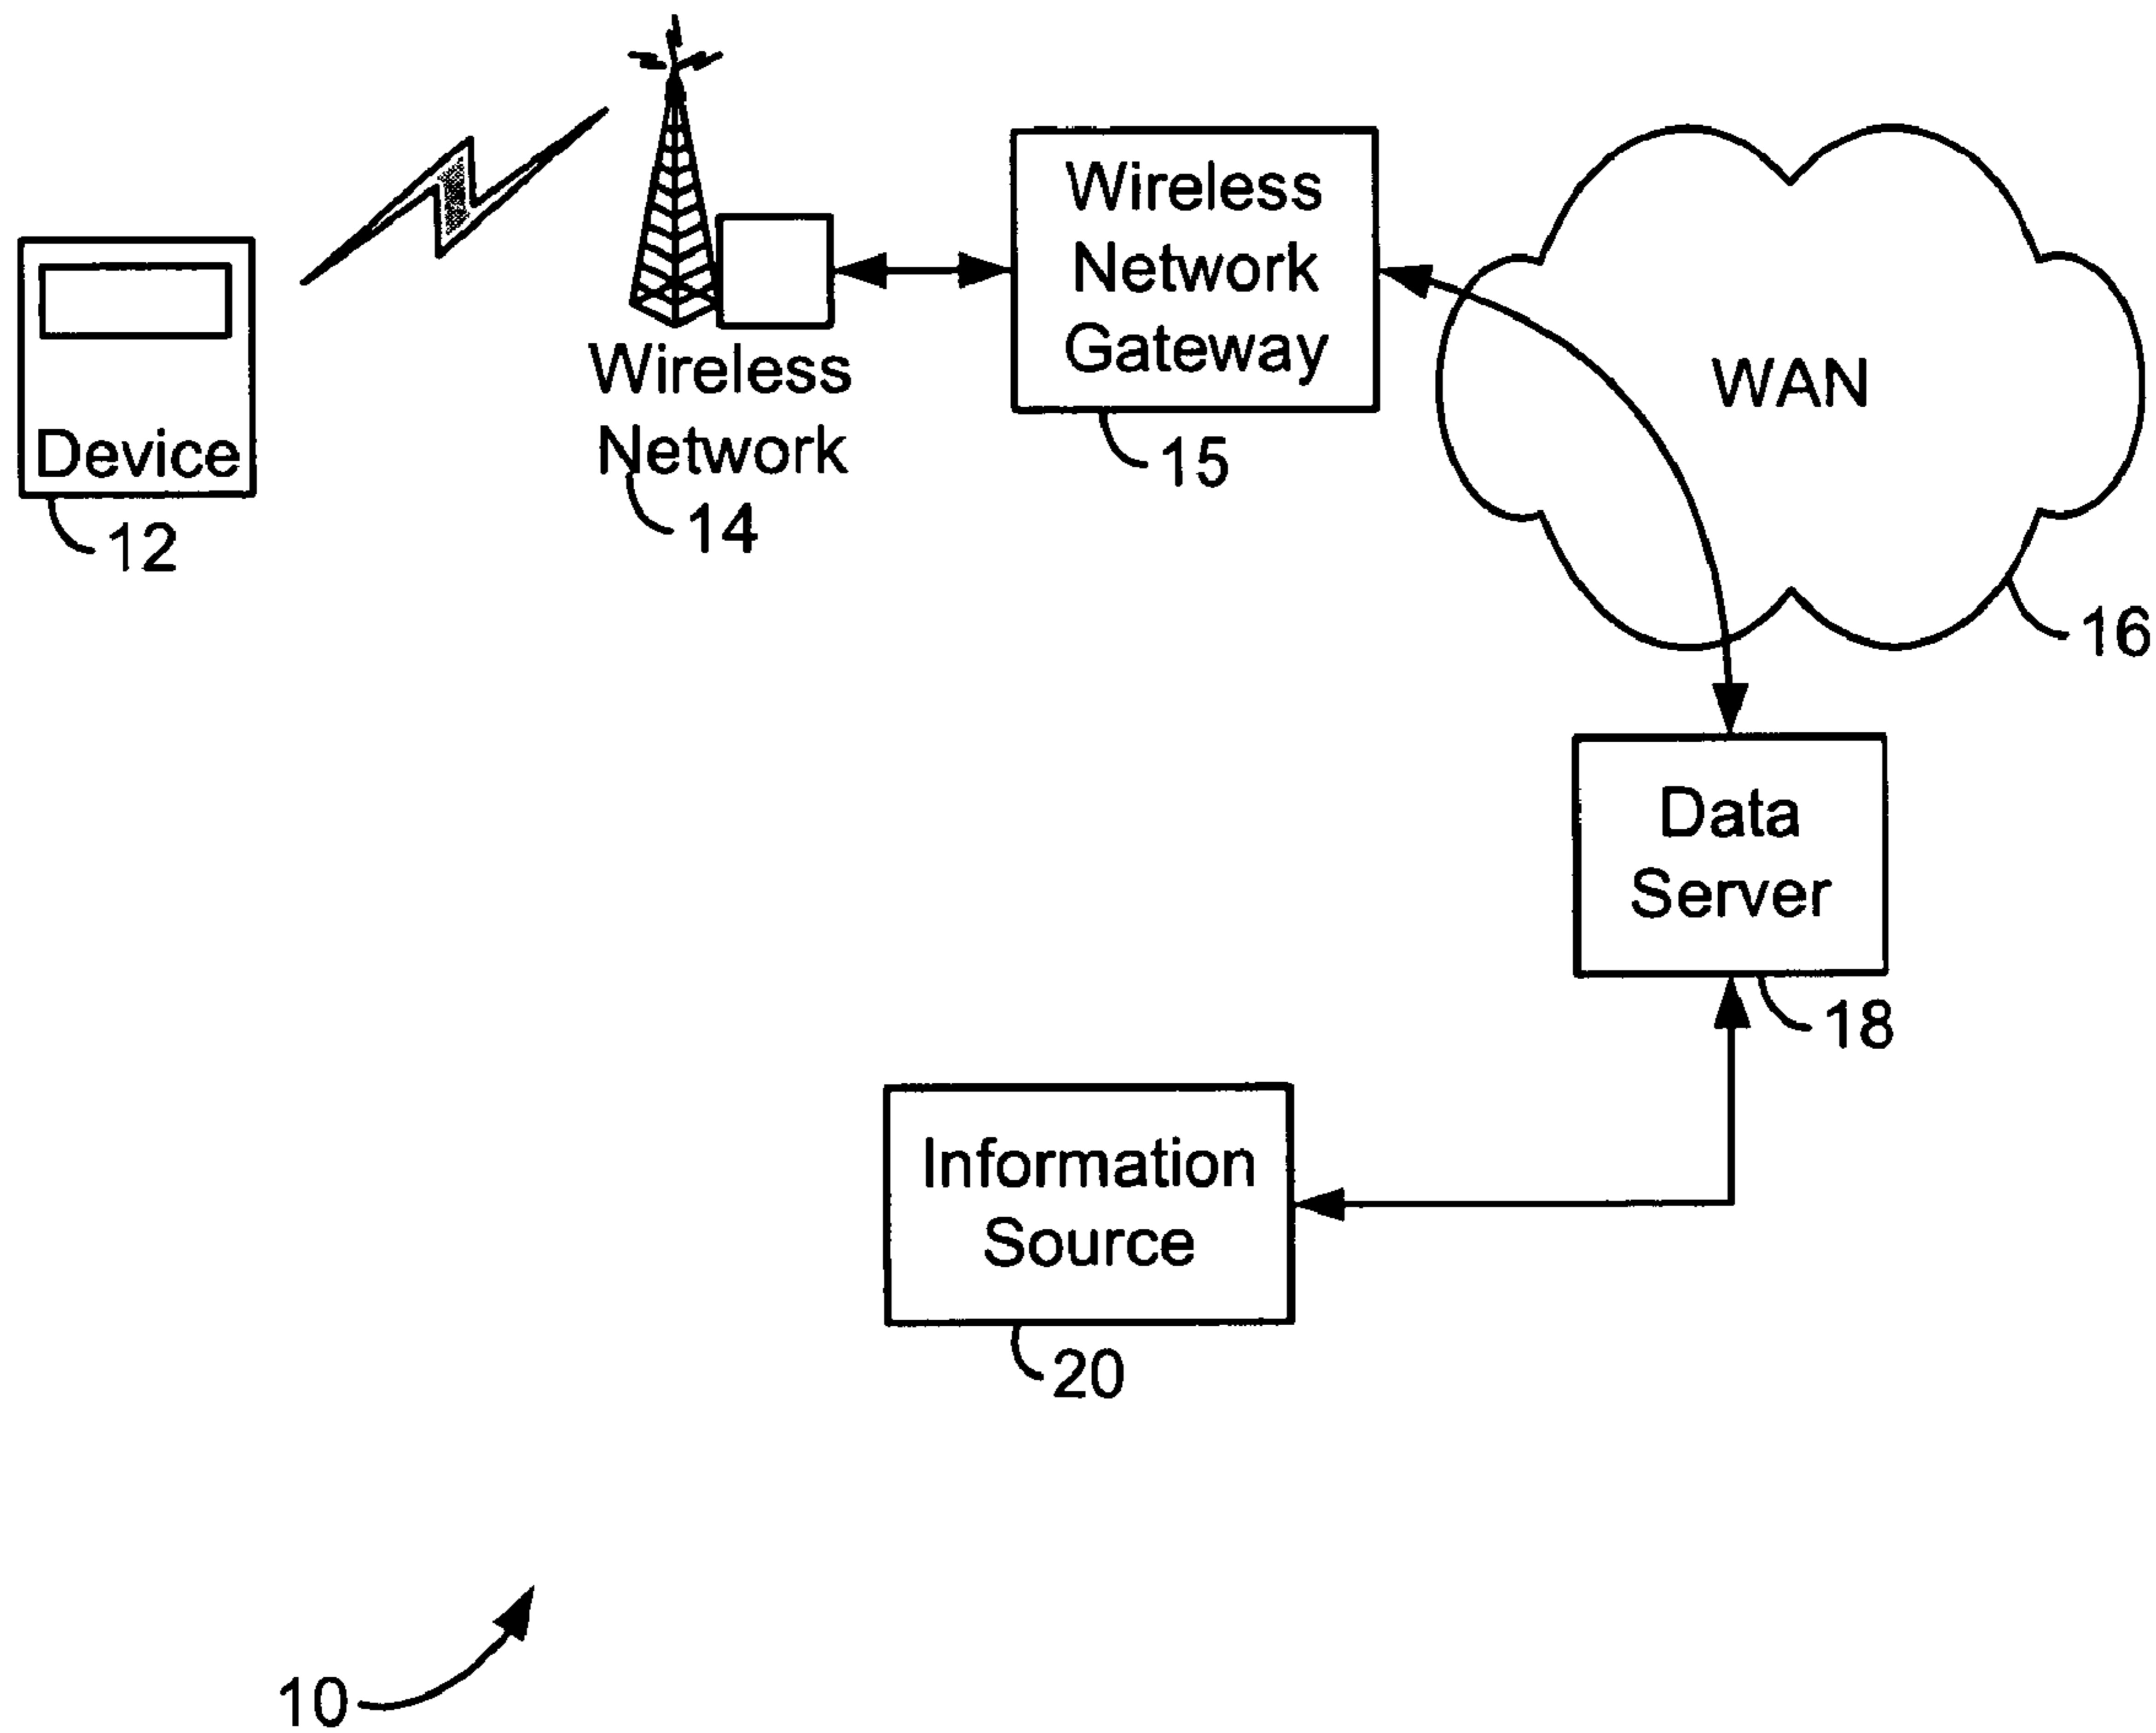 Wireless
Network
Gateway
15
Wireless
Network
14
Device
12
WAN
16
Data
Server
18
Information
Source
20
10